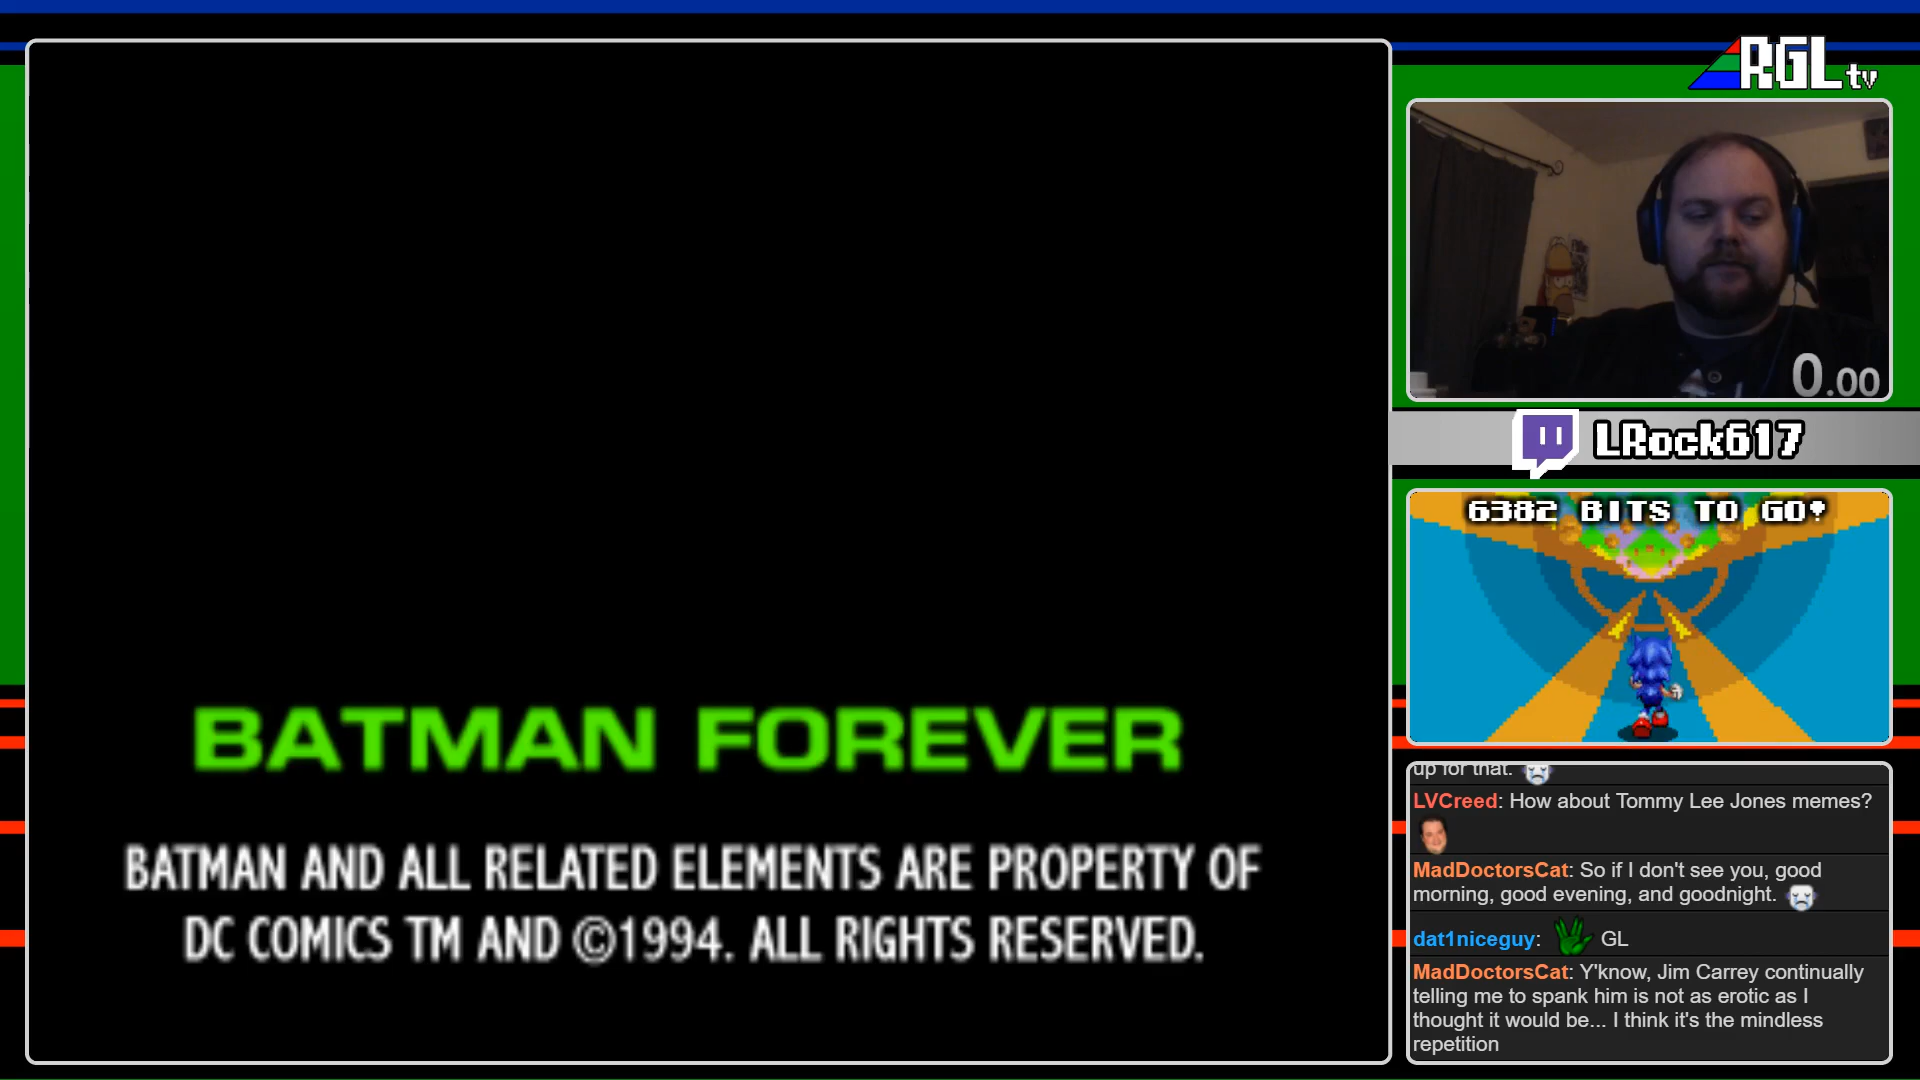 RGL tv
0.00
LRock617
6382 BITS TO GO!
BATMAN FOREVER
BATMAN AND ALL RELATED ELEMENTS ARE PROPERTY OF
DC COMICS TM AND ©1994. ALL RIGHTS RESERVED.
up for that.
LVCreed: How about Tommy Lee Jones memes?
MadDoctorsCat: So if I don't see you, good
morning, good evening, and goodnight.
dat1niceguy: GL
MadDoctorsCat: Y'know, Jim Carrey continually
telling me to spank him is not as erotic as I
thought it would be... I think it's the mindless
repetition